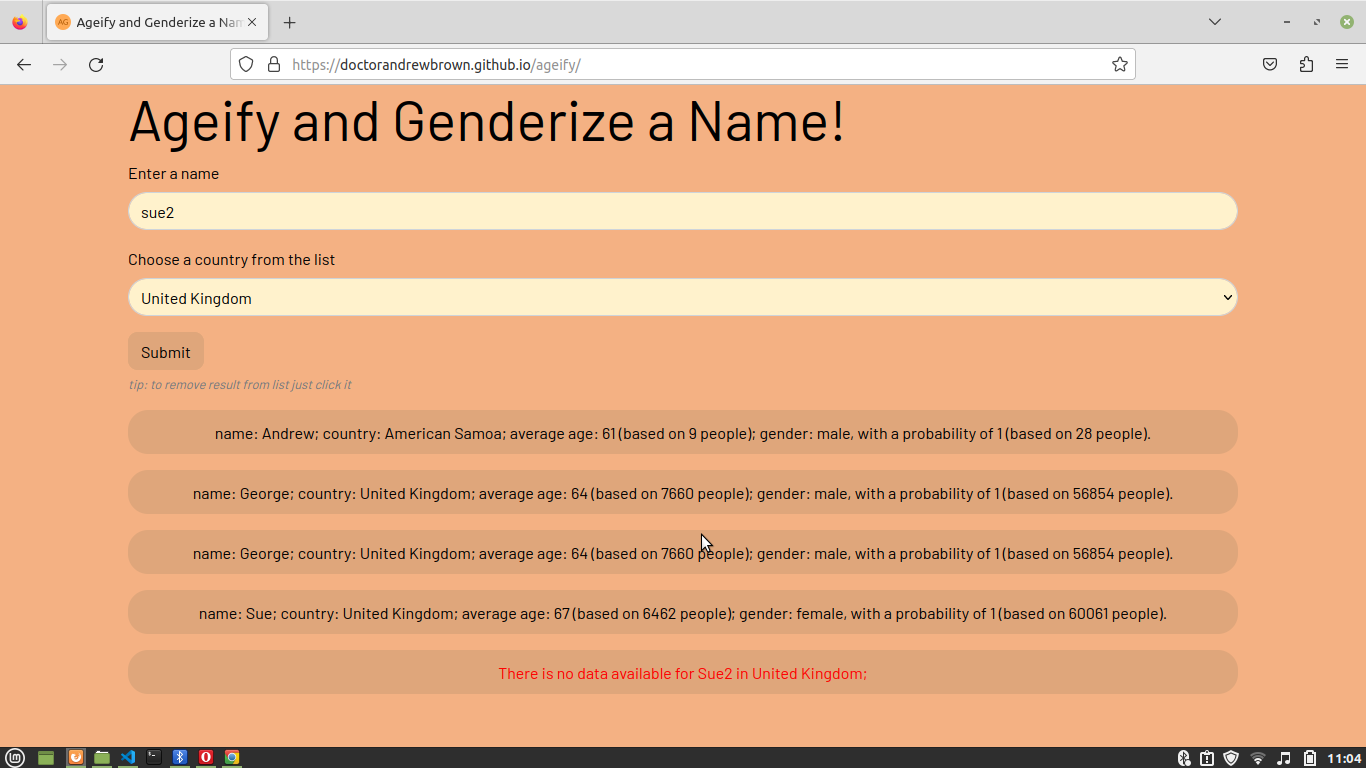 AG Ageify and Genderize a Nam
https://doctorandrewbrown.github.io/ageify/
Ageify and Genderize a Name!
Enter a name
sue2
Choose a country from the list
United Kingdom
Submit
tip: to remove result from list just click it
name: Andrew; country: American Samoa; average age: 61 (based on 9 people); gender: male, with a probability of 1 (based on 28 people).
name: George; country: United Kingdom; average age: 64 (based on 7660 people); gender: male, with a probability of 1 (based on 56854 people).
name: George; country: United Kingdom; average age: 64 (based on 7660 people); gender: male, with a probability of 1 (based on 56854 people).
name: Sue; country: United Kingdom; average age: 67 (based on 6462 people); gender: female, with a probability of 1 (based on 60061 people).
There is no data available for Sue2 in United Kingdom;
11:04